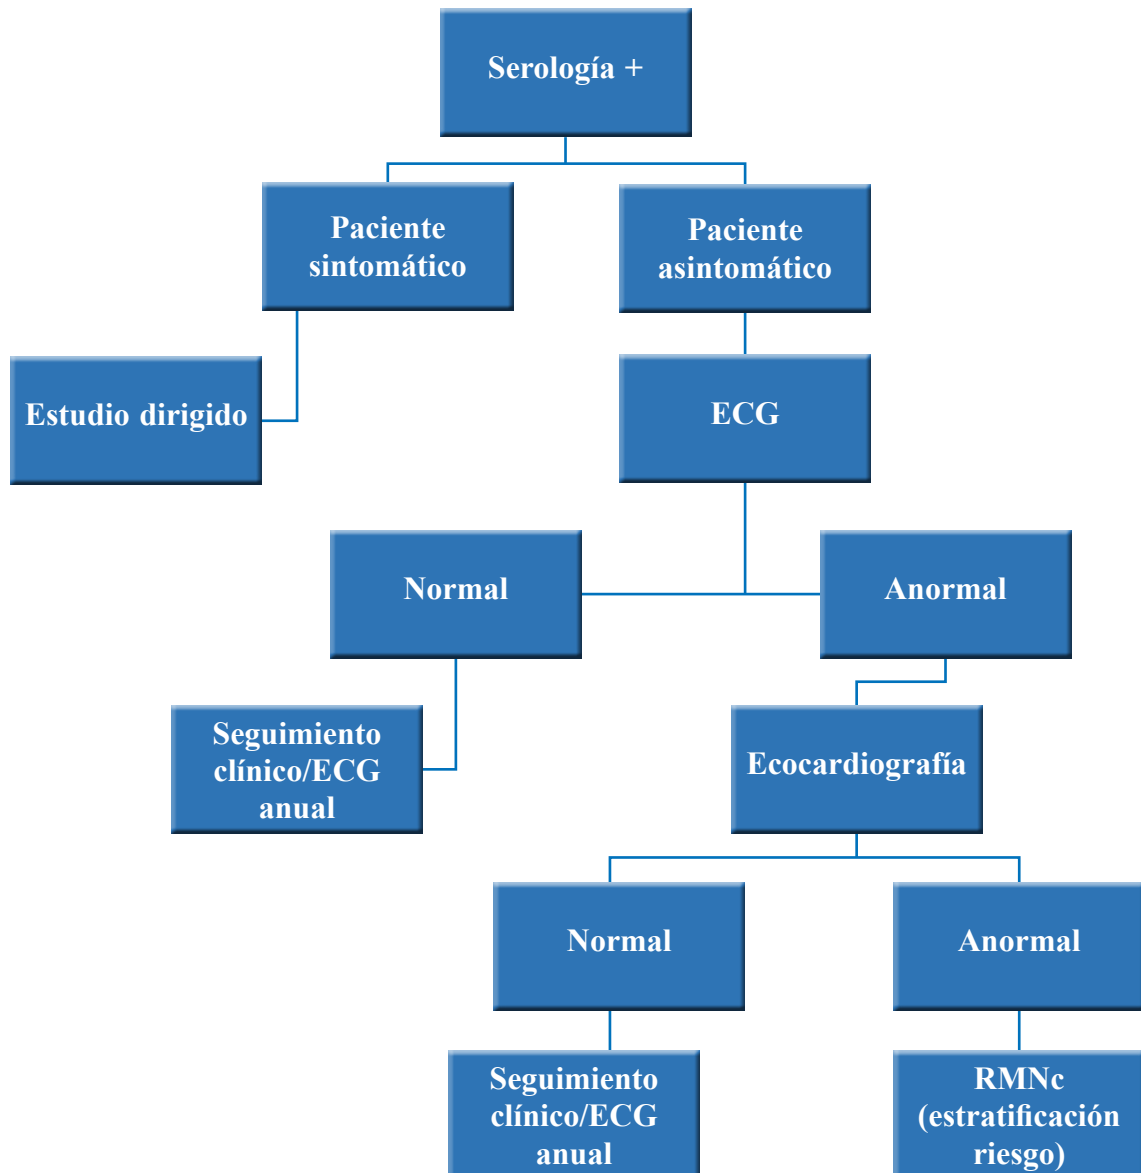 Serología +
Paciente
sintomático
Paciente
asintomático
Estudio dirigido
ECG
Normal
Anormal
Seguimiento
clínico/ECG
anual
Ecocardiografía
Normal
Anormal
Seguimiento
clínico/ECG
anual
RMNc
(estratificación
riesgo)